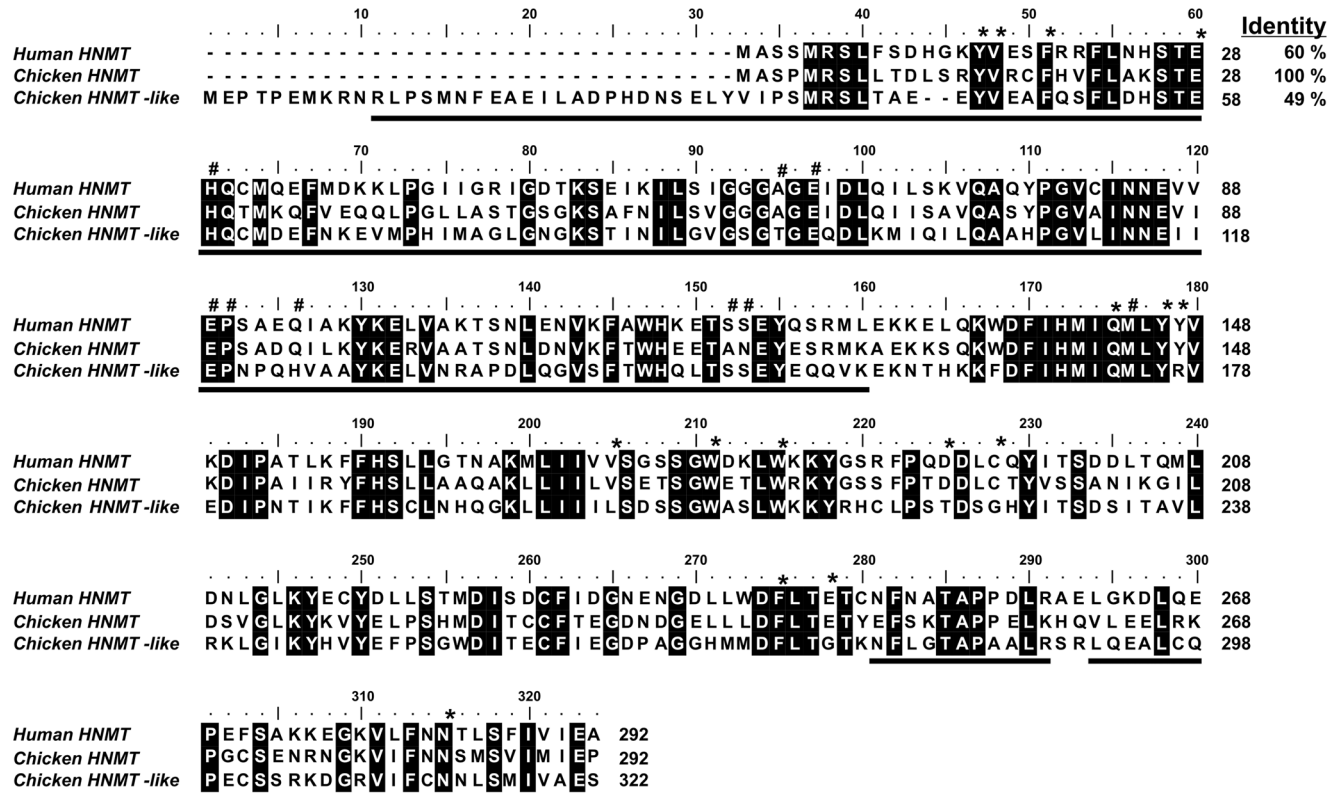 10 20 30 40 50 60
* * * *
Identity
Human HNMT --------------------------------MASSMRSLFSDHGKYVESFRRFLNHSTE 28 60 %
Chicken HNMT --------------------------------MASPMRSLLTDLSRYVRCFHVFLAKSTE 28 100 %
Chicken HNMT -like MEPTPEMKRNRLPSMNFEAEILADPHDNSELYVIPSMRSLTAE--EYVEAFQSFLDHSTE 58 49 %
70 80 90 100 110 120
# # #
Human HNMT HQCMQEFMDKKLPGIIGRIGDTKSEIKILSIGGGAGEIDLQILSKVQAQYPGVCINNEVV 88
Chicken HNMT HQTMKQFVEQQLPGLLASTGSGKSAFNILSVGGGAGEIDLQIISAVQASYPGVAINNEVI 88
Chicken HNMT -like HQCMDEFNKEVMPHIMAGLGNGKSTINILGVGSGTGEQDLKMIQILQAAHPGVLINNEII 118
130 140 150 160 170 180
# # # # # * # * *
Human HNMT EPSAEQIAKYKELVAKTSNLENVKFAWHKETSSEYQSRMLEKKELQKWDFIHMIQMLYYV 148
Chicken HNMT EPSADQILKYKERVAATSNLDNVKFTWHEETANEYESRMKAEKKSQKWDFIHMIQMLYYV 148
Chicken HNMT -like EPNPQHVAAYKELVNRAPDLQGVSFTWHQLTSSEYEQQVKEKNTHKKFDFIHMIQMLYRV 178
190 200 210 220 230 240
* * * * *
Human HNMT KDIPATLKFFHSLLGTNAKMLIIVVSGSSGWDKLWKKYGSRFPQDDLCQYITSDDLTQML 208
Chicken HNMT KDIPAIIRYFHSLLAAQAKLLIILVSETSGWETLWRKYGSSFPTDDLCTYVSSANIKGIL 208
Chicken HNMT -like EDIPNTIKFFHSCLNHQGKLLIIILSDSSGWASLWKKYRHCLPSTDSGHYITSDSITAVL 238
250 260 270 280 290 300
* *
Human HNMT DNLGLKYECYDLLSTMDISDCFIDGNENGDLLWDFLTETCNFNATAPPDLRAELGKDLQE 268
Chicken HNMT DSVGLKYKVYELPSHMDITCCFTEGDNDGELLLDFLTETYEFSKTAPPELKHQVLEELRK 268
Chicken HNMT -like RKLGIKYHVYEFPSGWDITECFIEGDPAGGHMMDFLTGTKNFLGTAPAALRSRLQEALCQ 298
310 320
*
Human HNMT PEFSAKKEGKVLFNNTLSFIVIEA 292
Chicken HNMT PGCSENRNGKVIFNNSMSVIMIEP 292
Chicken HNMT -like PECSSRKDGRVIFCNNLSMIVAES 322